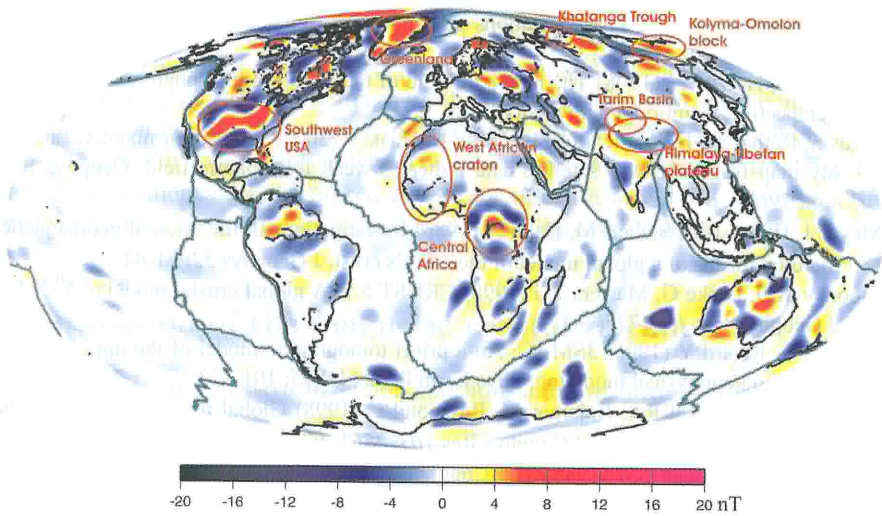 Khatanga Trough
Kolyma-Omolon
block
Greenland
Tarim Basin
Southwest
USA
West African
craton
Himalaya-Tibetan
plateau
Central
Africa
-20 -16 -12 -8 -4 0 4 8 12 16 20 nT